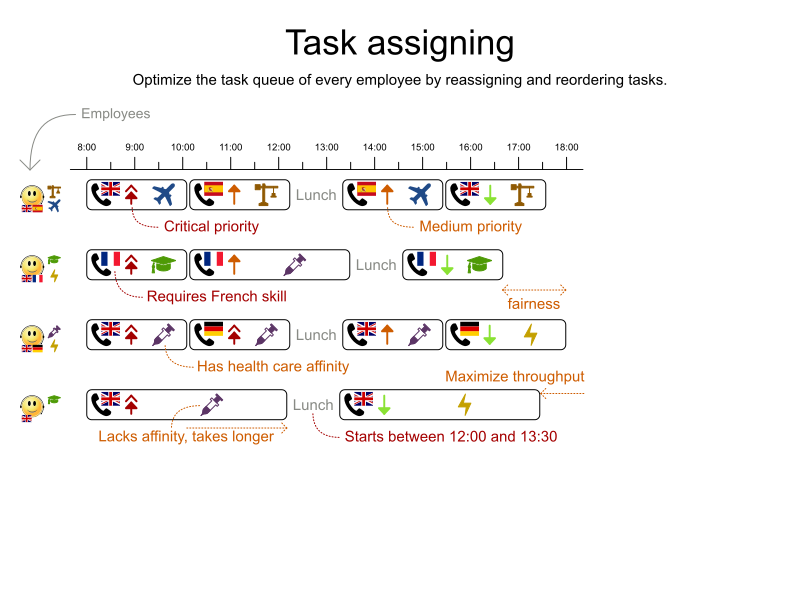 Task assigning
Optimize the task queue of every employee by reassigning and reordering tasks.
Employees
8:00 9:00 10:00 11:00 12:00 13:00 14:00 15:00 16:00 17:00 18:00
Lunch
Critical priority
Medium priority
Lunch
Requires French skill
fairness
Lunch
Has health care affinity
Maximize throughput
Lunch
Lacks affinity, takes longer
Starts between 12:00 and 13:30